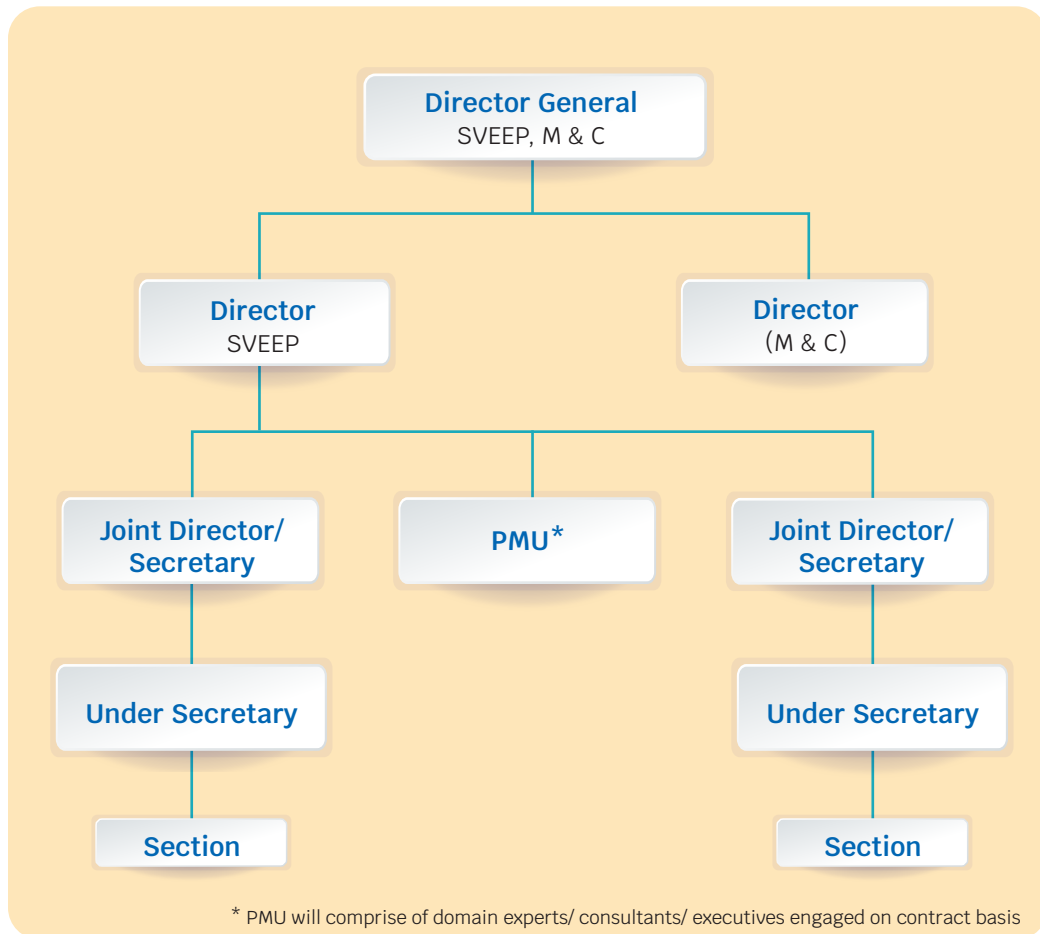 Director General
SVEEP, M & C
Director
SVEEP
Director
(M & C)
Joint Director/
Secretary
PMU*
Joint Director/
Secretary
Under Secretary
Under Secretary
Section
Section
* PMU will comprise of domain experts/ consultants/ executives engaged on contract basis